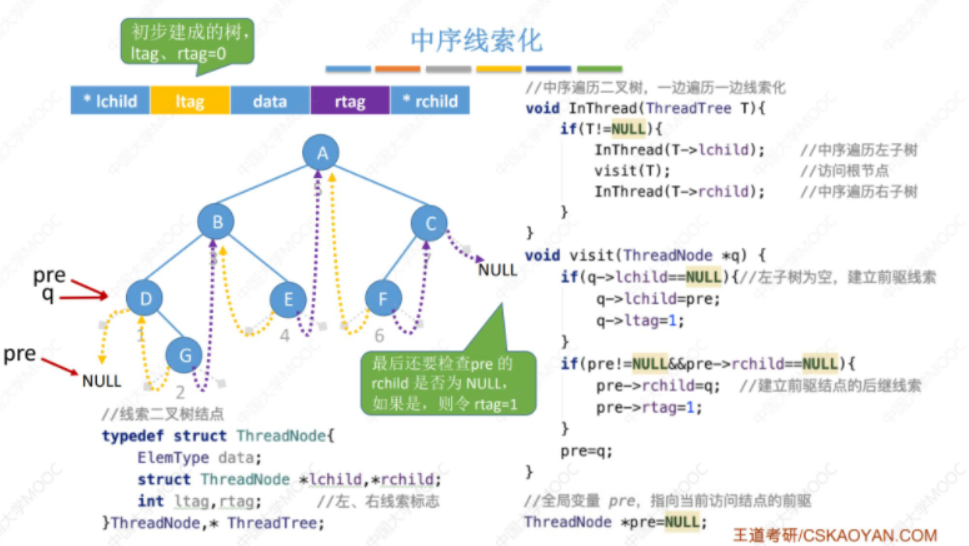 初步建成的树，
ltag、rtag=0
中序线索化
* lchild ltag data rtag * rchild
A
5
B
C
3
7
NULL
pre
q
D
E
F
1
4
6
pre
G
NULL
2
最后还要检查pre 的
rchild 是否为 NULL，
如果是，则令 rtag=1
//线索二叉树结点
typedef struct ThreadNode{
ElemType data;
struct ThreadNode *lchild,*rchild;
int ltag,rtag; //左、右线索标志
}ThreadNode,* ThreadTree;
//中序遍历二叉树，一边遍历一边线索化
void InThread(ThreadTree T){
if(T!=NULL){
InThread(T->lchild); //中序遍历左子树
visit(T); //访问根节点
InThread(T->rchild); //中序遍历右子树
}
}
void visit(ThreadNode *q) {
if(q->lchild==NULL){//左子树为空，建立前驱线索
q->lchild=pre;
q->ltag=1;
}
if(pre!=NULL&&pre->rchild==NULL){
pre->rchild=q; //建立前驱结点的后继线索
pre->rtag=1;
}
pre=q;
}
//全局变量 pre，指向当前访问结点的前驱
ThreadNode *pre=NULL;
王道考研/CSKAOYAN.COM